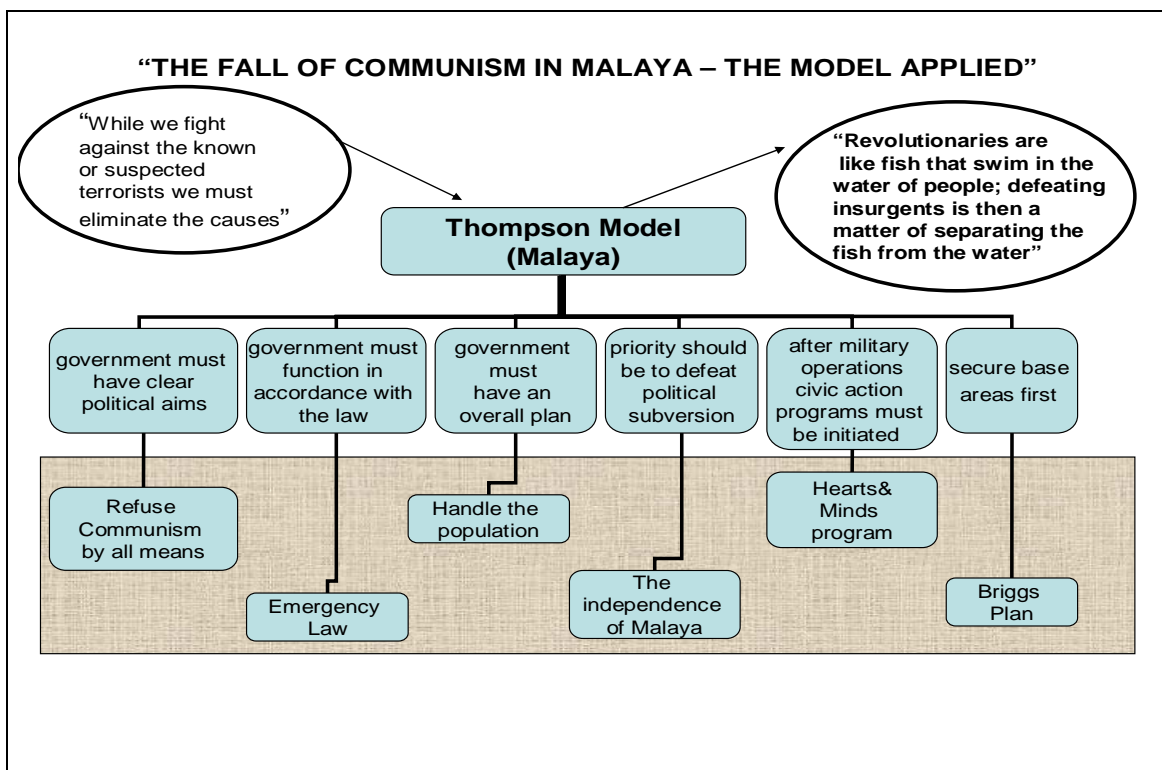 “THE FALL OF COMMUNISM IN MALAYA – THE MODEL APPLIED”
“While we fight
against the known
or suspected
terrorists we must
eliminate the causes”
“Revolutionaries are
like fish that swim in the
water of people; defeating
insurgents is then a
matter of separating the
fish from the water”
Thompson Model
(Malaya)
government must
have clear
political aims
government must
function in
accordance with
the law
government
must
have an
overall plan
priority should
be to defeat
political
subversion
after military
operations
civic action
programs must
be initiated
secure base
areas first
Refuse
Communism
by all means
Emergency
Law
Handle the
population
The
independence
of Malaya
Hearts& 
Minds
program
Briggs
Plan